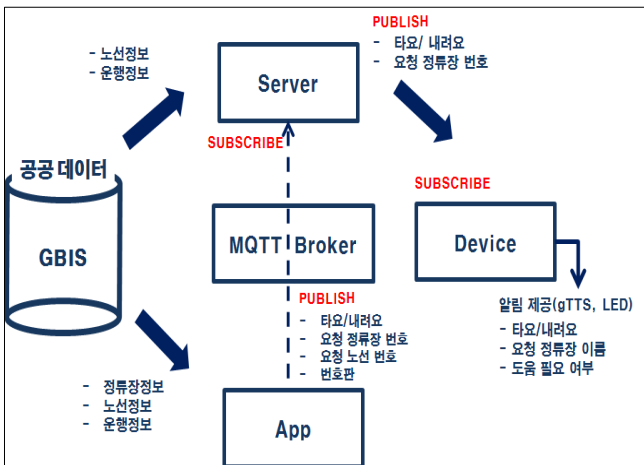 PUBLISH
- 타요/ 내려요
- 요청 정류장 번호
- 노선정보
- 운행정보
Server
SUBSCRIBE
공공 데이터
GBIS
SUBSCRIBE
MQTT Broker
Device
PUBLISH
- 타요/내려요
- 요청 정류장 번호
- 요청 노선 번호
- 번호판
알림 제공(gTTS, LED)
- 타요/내려요
- 요청 정류장 이름
- 도움 필요 여부
- 정류장정보
- 노선정보
- 운행정보
App